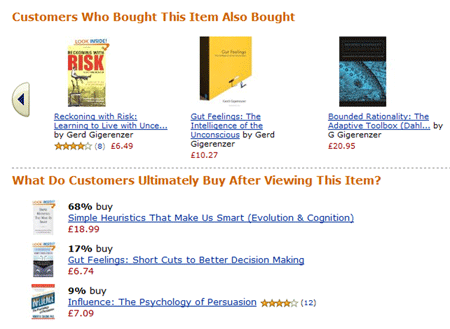 Customers Who Bought This Item Also Bought
LOOK INSIDE!
RECKONING WITH
RISK
Gut Feelings
Reckoning with Risk:
Learning to Live with Unce... by Gerd Gigerenzer
(8) £6.49
Gut Feelings: The
Intelligence of the
Unconscious by Gerd
Gigerenzer
£10.27
Bounded Rationality: The
Adaptive Toolbox (Dahl... by
G Gigerenzer
£20.95
What Do Customers Ultimately Buy After Viewing This Item?
68% buy
Simple Heuristics That Make Us Smart (Evolution & Cognition)
£18.99
17% buy
Gut Feelings: Short Cuts to Better Decision Making
£6.74
INFLUENCE
9% buy
Influence: The Psychology of Persuasion (12)
£7.09